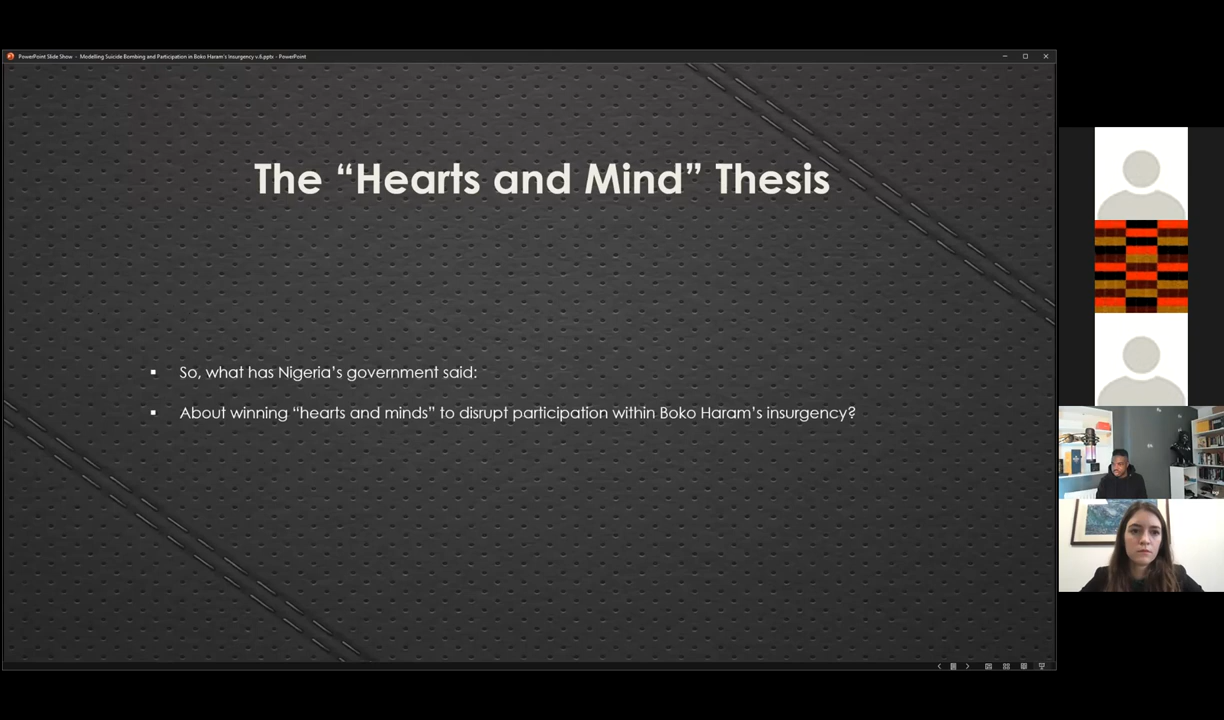 PowerPoint Slide Show - Modelling Suicide Bombing and Participation in Boko Haram's Insurgency v.6.pptx - PowerPoint
The “Hearts and Mind” Thesis
▪ So, what has Nigeria’s government said:
▪ About winning “hearts and minds” to disrupt participation within Boko Haram’s insurgency?